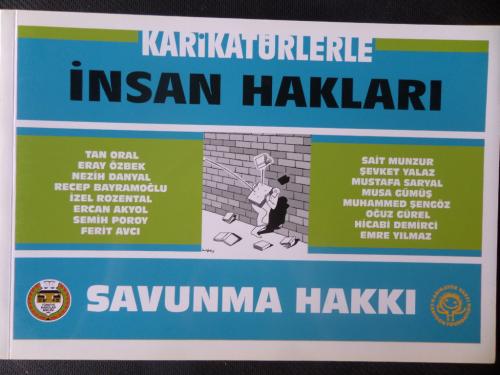 KARİKATÜRLERLE
İNSAN HAKLARI
TAN ORAL
ERAY ÖZBEK
NEZİH DANYAL
RECEP BAYRAMOĞLU
İZEL ROZENTAL
ERCAN AKYOL
SEMİH POROY
FERİT AVCI
SAİT MUNZUR
ŞEVKET YALAZ
MUSTAFA SARYAL
MUSA GÜMÜŞ
MUHAMMED ŞENGÖZ
OĞUZ GÜREL
HİCABİ DEMİRCİ
EMRE YILMAZ
SAVUNMA HAKKI